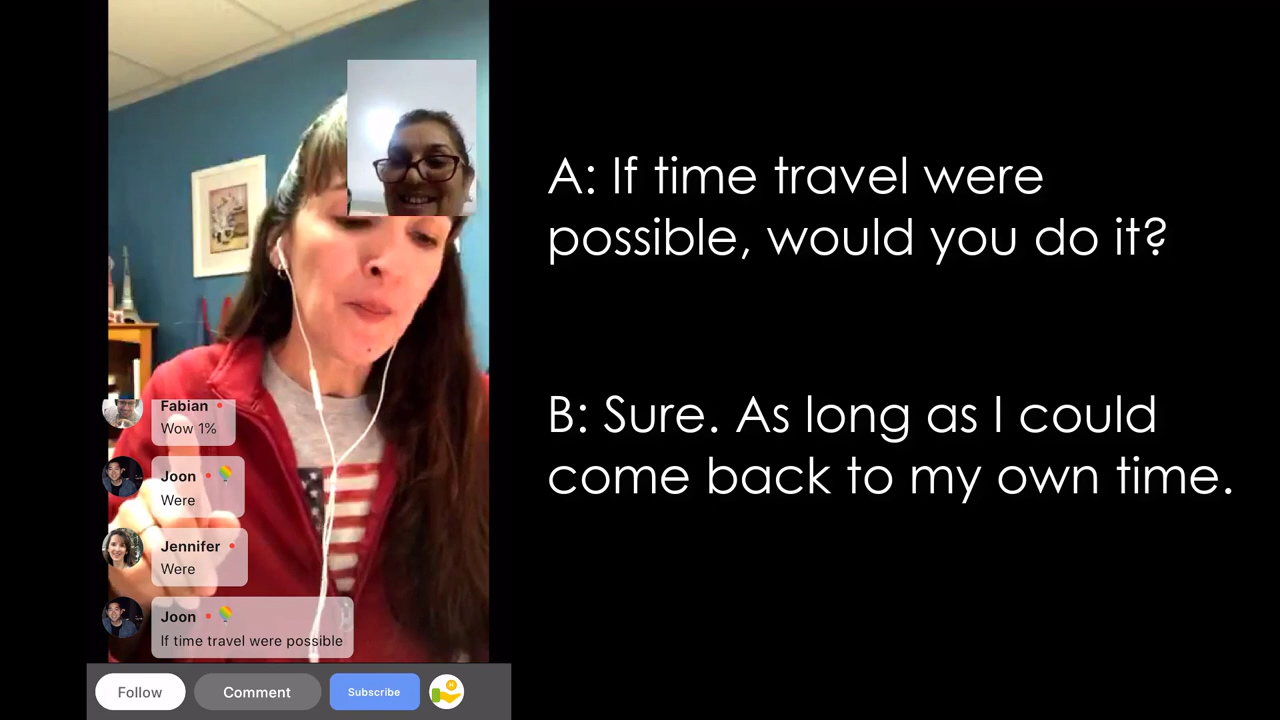 A: If time travel were
possible, would you do it?
B: Sure. As long as I could
come back to my own time.
Fabian
Wow 1%
Joon
Were
Jennifer
Were
Joon
If time travel were possible
Follow
Comment
Subscribe